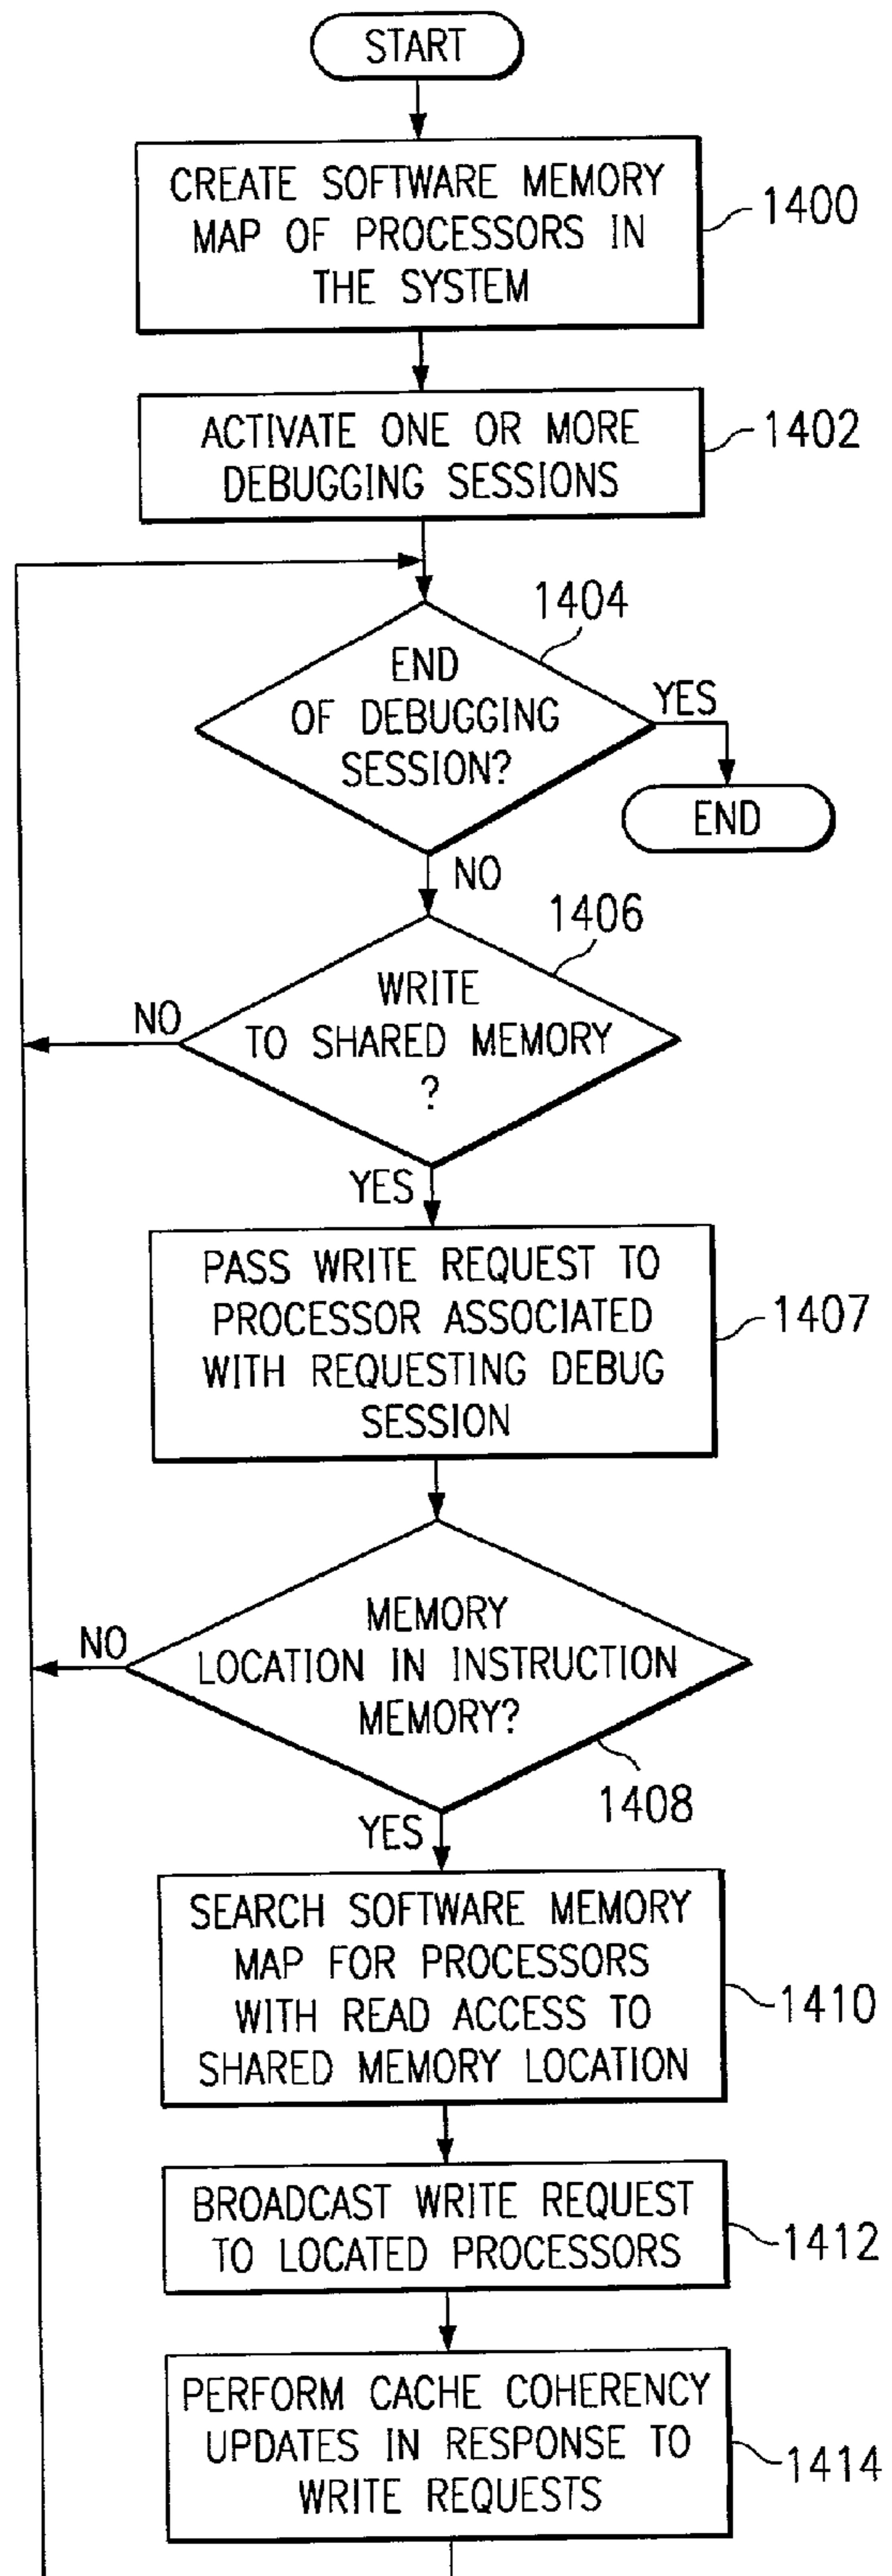 START
CREATE SOFTWARE MEMORY
MAP OF PROCESSORS IN
THE SYSTEM
1400
ACTIVATE ONE OR MORE
DEBUGGING SESSIONS
1402
1404
END
OF DEBUGGING
SESSION?
YES
END
NO
1406
WRITE
TO SHARED MEMORY
?
NO
YES
PASS WRITE REQUEST TO
PROCESSOR ASSOCIATED
WITH REQUESTING DEBUG
SESSION
1407
MEMORY
LOCATION IN INSTRUCTION
MEMORY?
NO
1408
YES
SEARCH SOFTWARE MEMORY
MAP FOR PROCESSORS
WITH READ ACCESS TO
SHARED MEMORY LOCATION
1410
BROADCAST WRITE REQUEST
TO LOCATED PROCESSORS
1412
PERFORM CACHE COHERENCY
UPDATES IN RESPONSE TO
WRITE REQUESTS
1414